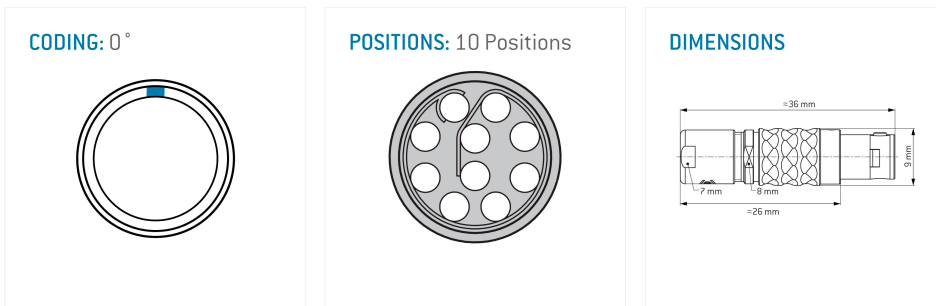 CODING: 0°
POSITIONS: 10 Positions
DIMENSIONS
≈36 mm
9 mm
7 mm
8 mm
≈26 mm